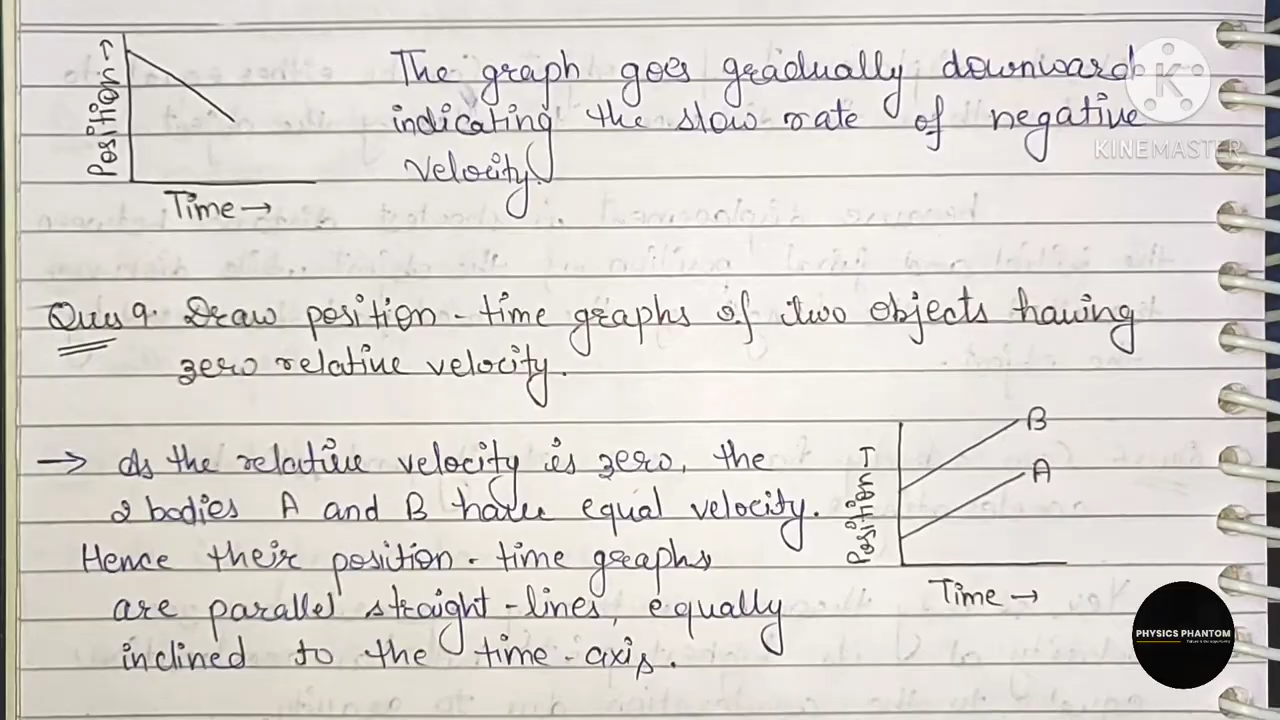 Position →
Time →
The graph goes gradually downward
indicating the slow rate of negative
velocity.
KINEMASTER
Ques 9. Draw position-time graphs of two objects having
zero relative velocity.
→ As the relative velocity is zero, the
2 bodies A and B have equal velocity.
Hence their position-time graphs
are parallel straight-lines, equally
inclined to the time-axis.
B
A
Position →
Time →
PHYSICS PHANTOM